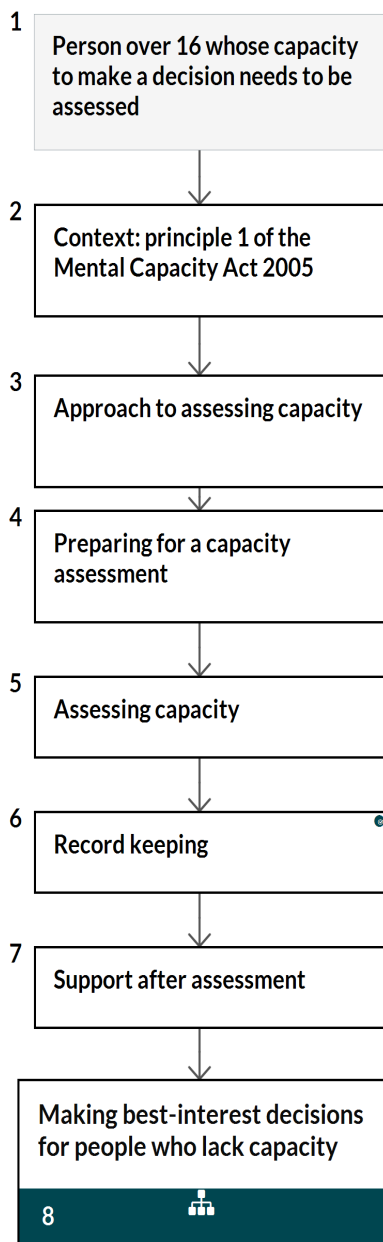 1
Person over 16 whose capacity
to make a decision needs to be
assessed
2
Context: principle 1 of the
Mental Capacity Act 2005
3
Approach to assessing capacity
4
Preparing for a capacity
assessment
5
Assessing capacity
6
Record keeping
7
Support after assessment
Making best-interest decisions
for people who lack capacity
8